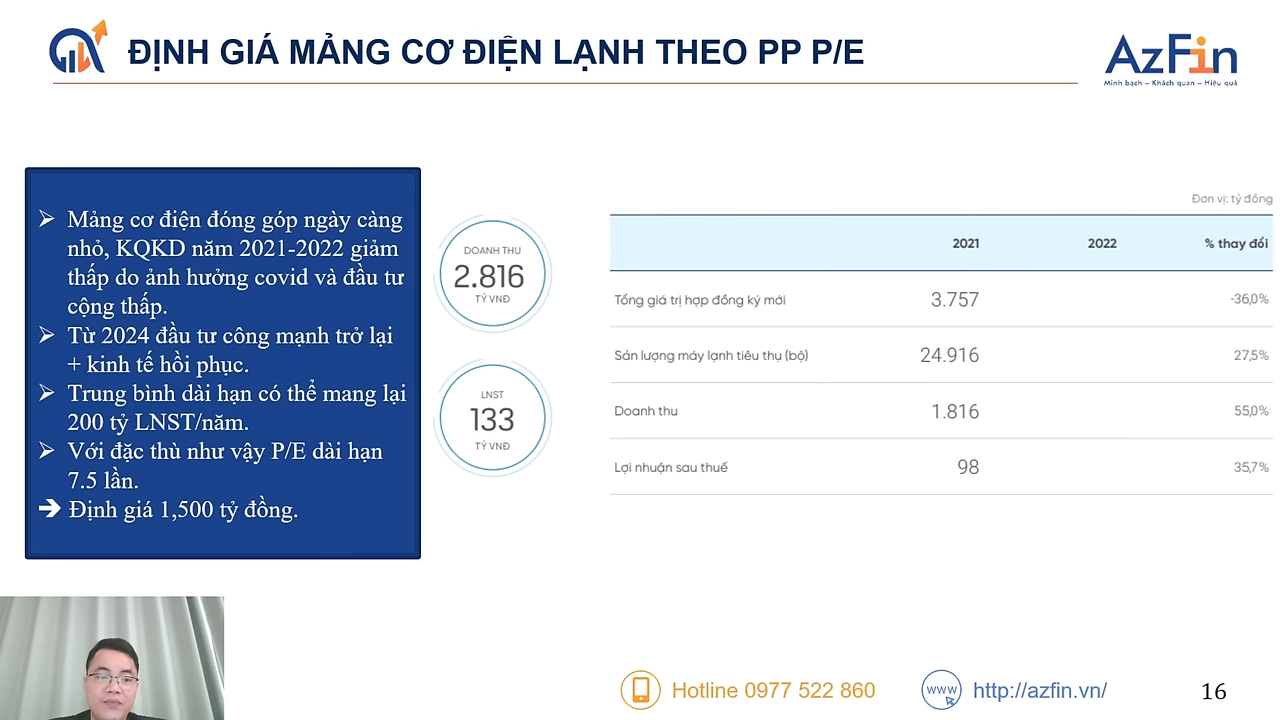 ĐỊNH GIÁ MẢNG CƠ ĐIỆN LẠNH THEO PP P/E
AzFin
Minh bạch – Khách quan – Hiệu quả
➢ Mảng cơ điện đóng góp ngày càng
nhỏ, KQKD năm 2021-2022 giảm
thấp do ảnh hưởng covid và đầu tư
cộng thấp.
➢ Từ 2024 đầu tư công mạnh trở lại
+ kinh tế hồi phục.
➢ Trung bình dài hạn có thể mang lại
200 tỷ LNST/năm.
➢ Với đặc thù như vậy P/E dài hạn
7.5 lần.
➔ Định giá 1,500 tỷ đồng.
DOANH THU
2.816
TỶ VNĐ
LNST
133
TỶ VNĐ
Đơn vị: tỷ đồng
2021 2022 % thay đổi
Tổng giá trị hợp đồng ký mới 3.757 -36,0%
Sản lượng máy lạnh tiêu thụ (bộ) 24.916 27,5%
Doanh thu 1.816 55,0%
Lợi nhuận sau thuế 98 35,7%
Hotline 0977 522 860
www
http://azfin.vn/
16